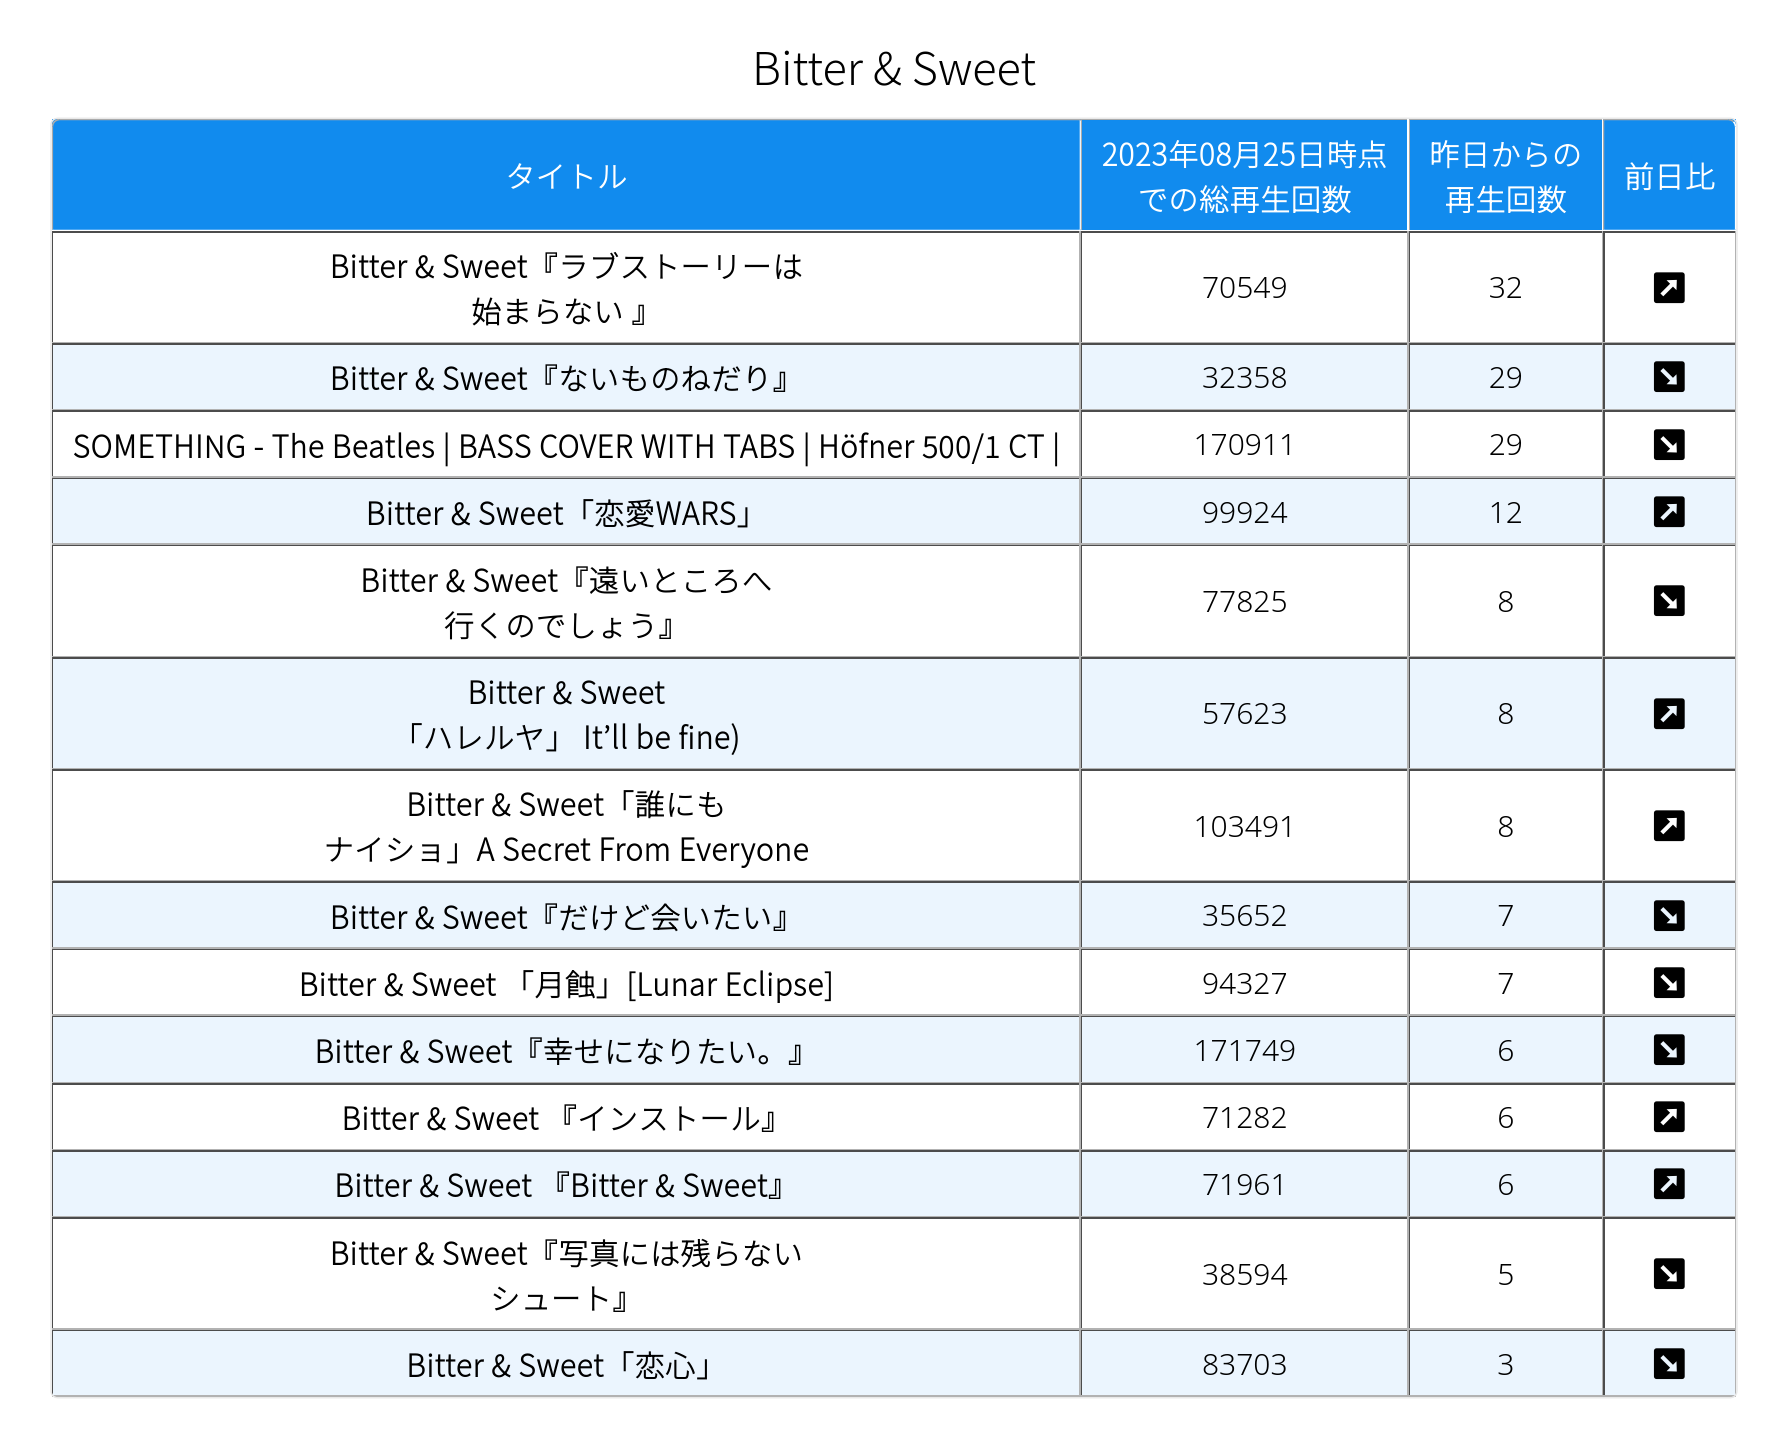 Bitter & Sweet
タイトル
2023年08月25日時点
での総再生回数
昨日からの
再生回数
前日比
Bitter & Sweet『ラブストーリーは
始まらない 』
70549
32
Bitter & Sweet『ないものねだり』
32358
29
SOMETHING - The Beatles | BASS COVER WITH TABS | Höfner 500/1 CT |
170911
29
Bitter & Sweet「恋愛WARS」
99924
12
Bitter & Sweet『遠いところへ
行くのでしょう』
77825
8
Bitter & Sweet
「ハレルヤ」 It’ll be fine)
57623
8
Bitter & Sweet「誰にも
ナイショ」A Secret From Everyone
103491
8
Bitter & Sweet『だけど会いたい』
35652
7
Bitter & Sweet 「月蝕」[Lunar Eclipse]
94327
7
Bitter & Sweet『幸せになりたい。』
171749
6
Bitter & Sweet 『インストール』
71282
6
Bitter & Sweet 『Bitter & Sweet』
71961
6
Bitter & Sweet『写真には残らない
シュート』
38594
5
Bitter & Sweet「恋心」
83703
3